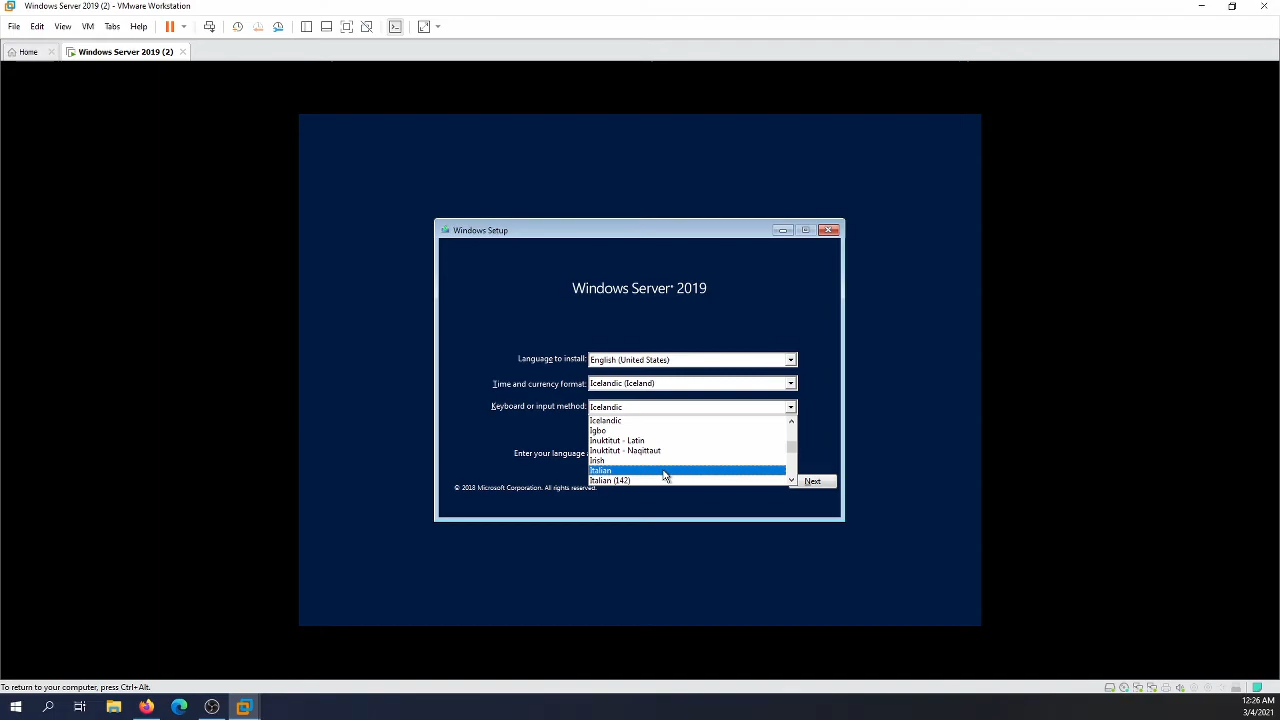 Windows Server 2019 (2) - VMware Workstation
File Edit View VM Tabs Help
Home Windows Server 2019 (2)
Windows Setup
Windows Server 2019
Language to install: English (United States)
Time and currency format: Icelandic (Iceland)
Keyboard or input method: Icelandic
Icelandic
Igbo
Inuktitut - Latin
Inuktitut - Naqittaut
Enter your language
Irish
Italian
Italian (142)
Next
© 2018 Microsoft Corporation. All rights reserved.
To return to your computer, press Ctrl+Alt.
12:26 AM
3/4/2021